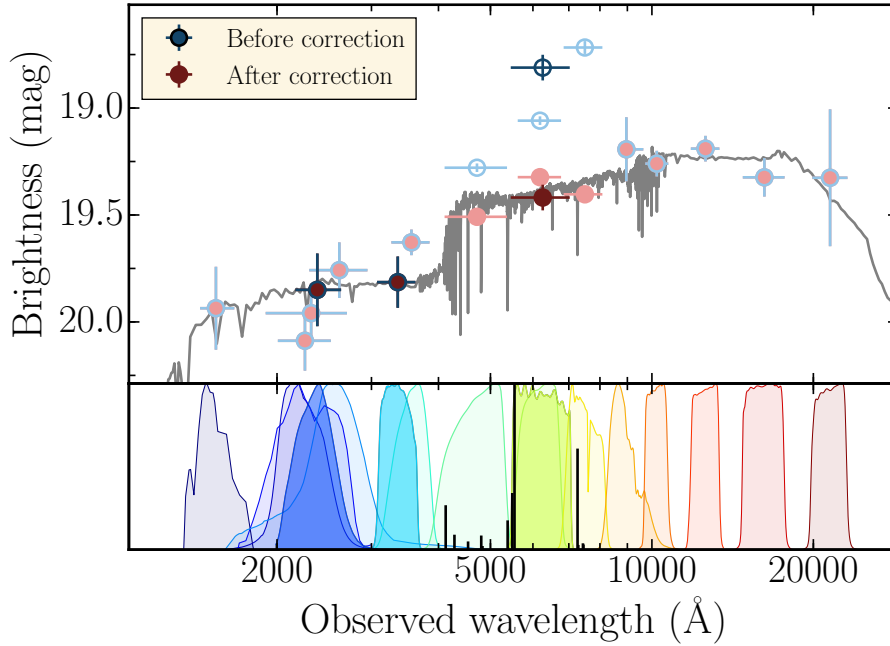 Before correction
After correction
Brightness (mag)
19.0
19.5
20.0
2000
5000
10000
20000
Observed wavelength (Å)